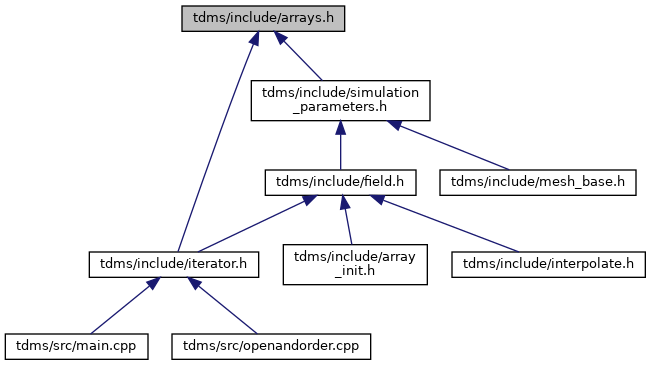 tdms/include/arrays.h
tdms/include/simulation
_parameters.h
tdms/include/field.h
tdms/include/mesh_base.h
tdms/include/iterator.h
tdms/include/array
_init.h
tdms/include/interpolate.h
tdms/src/main.cpp
tdms/src/openandorder.cpp